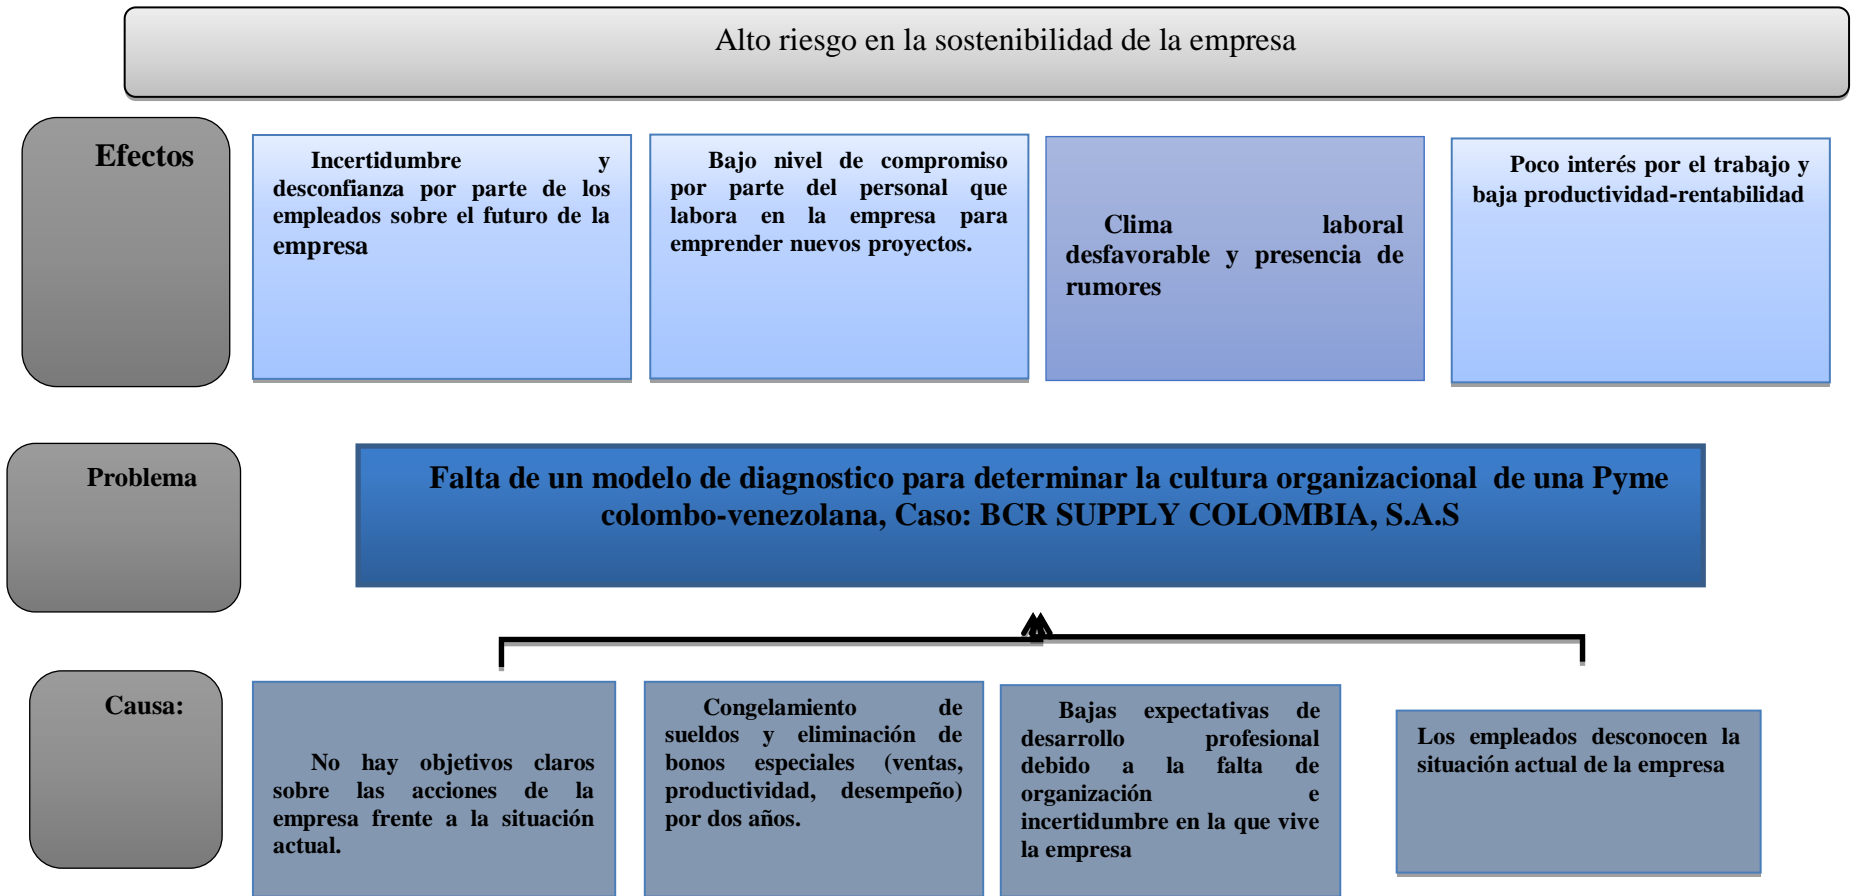 Alto riesgo en la sostenibilidad de la empresa
Efectos
Incertidumbre y
desconfianza por parte de los
empleados sobre el futuro de la
empresa
Bajo nivel de compromiso
por parte del personal que
labora en la empresa para
emprender nuevos proyectos.
Clima laboral
desfavorable y presencia de
rumores
Poco interés por el trabajo y
baja productividad-rentabilidad
Problema
Falta de un modelo de diagnostico para determinar la cultura organizacional de una Pyme
colombo-venezolana, Caso: BCR SUPPLY COLOMBIA, S.A.S
Causa:
No hay objetivos claros
sobre las acciones de la
empresa frente a la situación
actual.
Congelamiento de
sueldos y eliminación de
bonos especiales (ventas,
productividad, desempeño)
por dos años.
Bajas expectativas de
desarrollo profesional
debido a la falta de
organización e
incertidumbre en la que vive
la empresa
Los empleados desconocen la
situación actual de la empresa